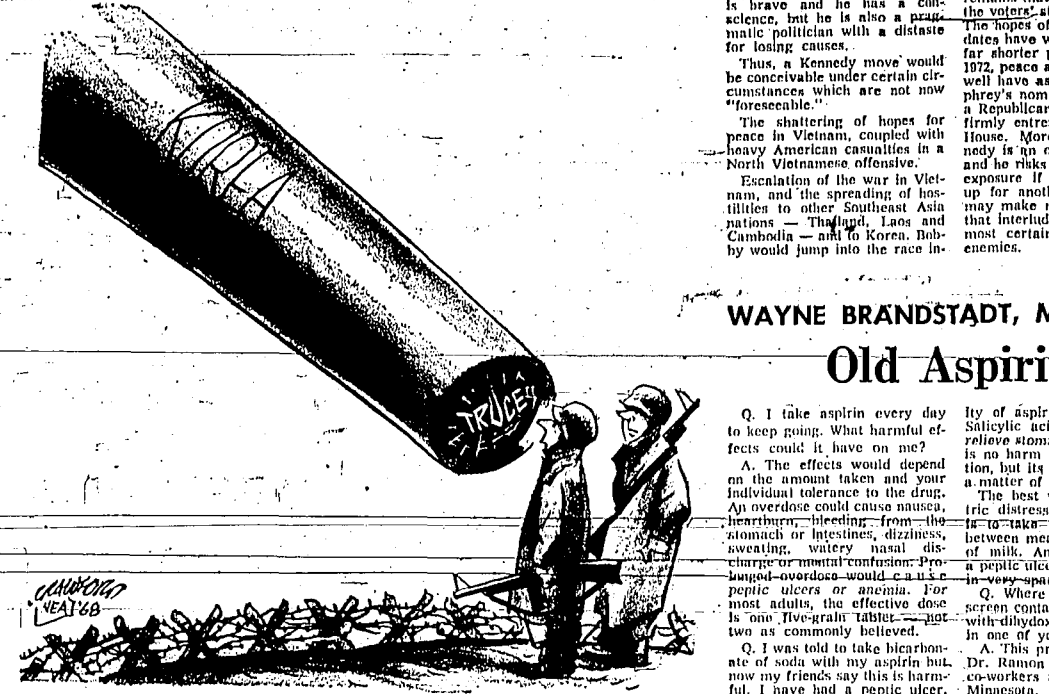 KOREA
TRUCE
CRAWFORD
NEA '68
is brave and he has a con-
science, but he is also a prag-
matic politician with a distaste
for losing causes.
Thus, a Kennedy move would
be conceivable under certain cir-
cumstances which are not now
"foreseeable."
The shattering of hopes for
peace in Vietnam, coupled with
heavy American casualties in a
North Vietnamese offensive.
Escalation of the war in Viet-
nam, and the spreading of hos-
tilities to other Southeast Asia
nations — Thailand, Laos and
Cambodia — and to Korea. Bob-
by would jump into the race in-
the voters'
The hopes of
dates have
far shorter
1972, peace
well have
phrey's nom
a Republican
firmly entre
House. More
nedy is an
and he risks
exposure if
up for anoth
may make
that interlud
most certain
enemies.
WAYNE BRANDSTADT, M
Old Aspiri
Q. I take aspirin every day
to keep going. What harmful ef-
fects could it have on me?
A. The effects would depend
on the amount taken and your
individual tolerance to the drug.
An overdose could cause nausea,
heartburn, bleeding from the
stomach or intestines, dizziness,
sweating, watery nasal dis-
charge or mental confusion. Pro-
longed overdose would cause
peptic ulcers or anemia. For
most adults, the effective dose
is one five-grain tablet — not
two as commonly believed.
Q. I was told to take bicarbon-
ate of soda with my aspirin but
now my friends say this is harm-
ful. I have had a peptic ulcer.
ity of aspir
Salicylic aci
relieve stom
is no harm
tion, but its
a matter of
The best
tric distress
is to take
between mea
of milk. An
a peptic ulce
in very spar
Q. Where
screen conta
with dihydox
in one of yo
A. This pr
Dr. Ramon
co-workers
Minnesota.